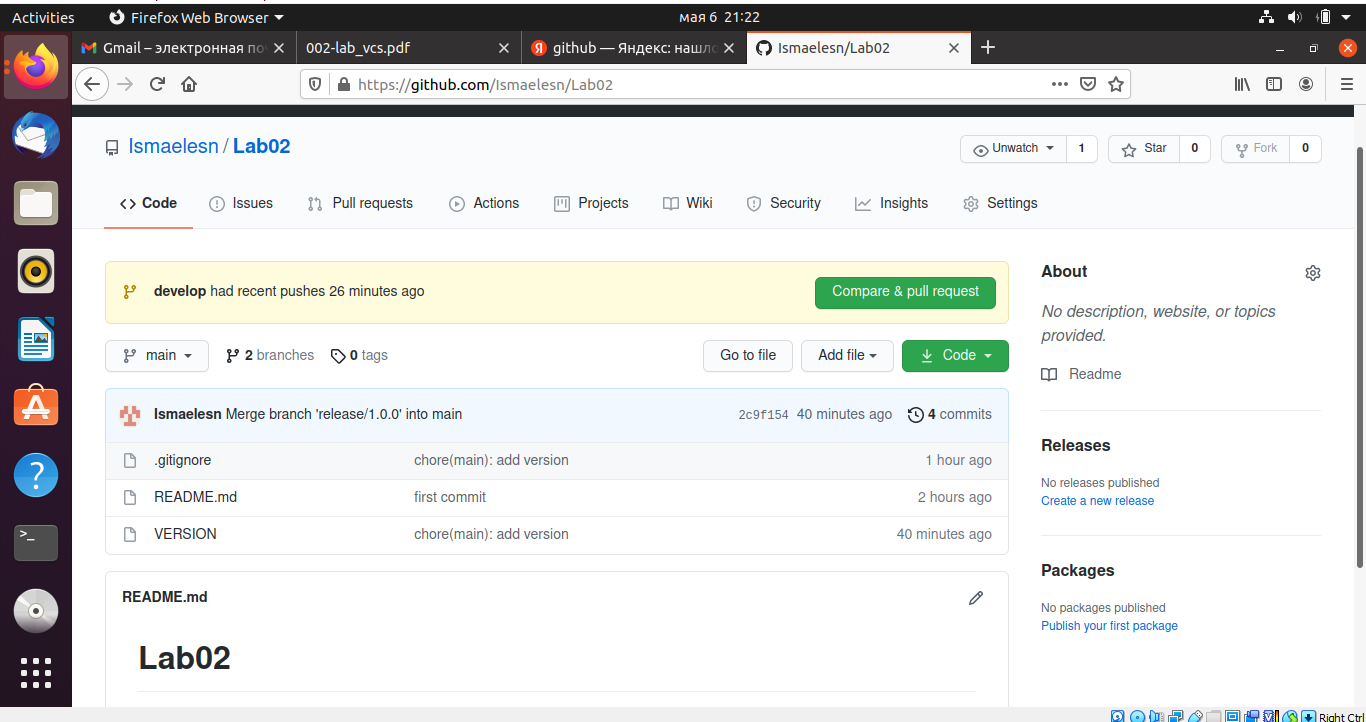 Activities Firefox Web Browser мая 6 21:22
Gmail – электронная по 002-lab_vcs.pdf github — Яндекс: нашло Ismaelesn/Lab02
https://github.com/Ismaelesn/Lab02
Ismaelesn / Lab02 Unwatch 1 Star 0 Fork 0
Code Issues Pull requests Actions Projects Wiki Security Insights Settings
develop had recent pushes 26 minutes ago Compare & pull request
main 2 branches 0 tags Go to file Add file Code
Ismaelesn Merge branch 'release/1.0.0' into main 2c9f154 40 minutes ago 4 commits
.gitignore chore(main): add version 1 hour ago
README.md first commit 2 hours ago
VERSION chore(main): add version 40 minutes ago
README.md
Lab02
About
No description, website, or topics
provided.
Readme
Releases
No releases published
Create a new release
Packages
No packages published
Publish your first package
Right Ctrl